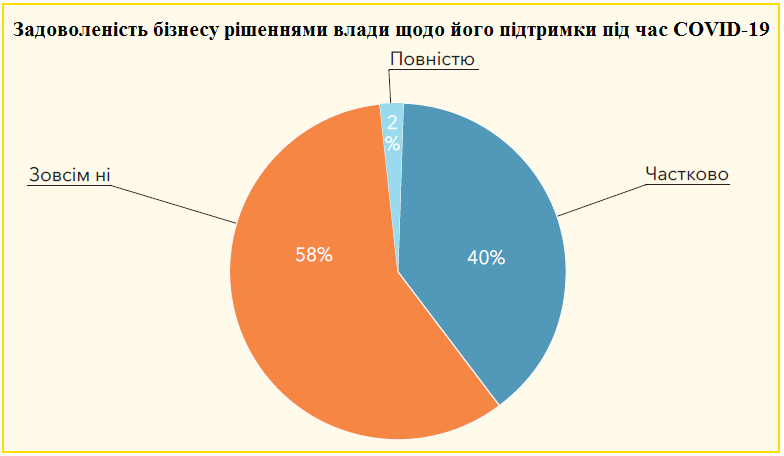 Задоволеність бізнесу рішеннями влади щодо його підтримки під час COVID-19
Повністю
2
%
Зовсім ні
Частково
58%
40%